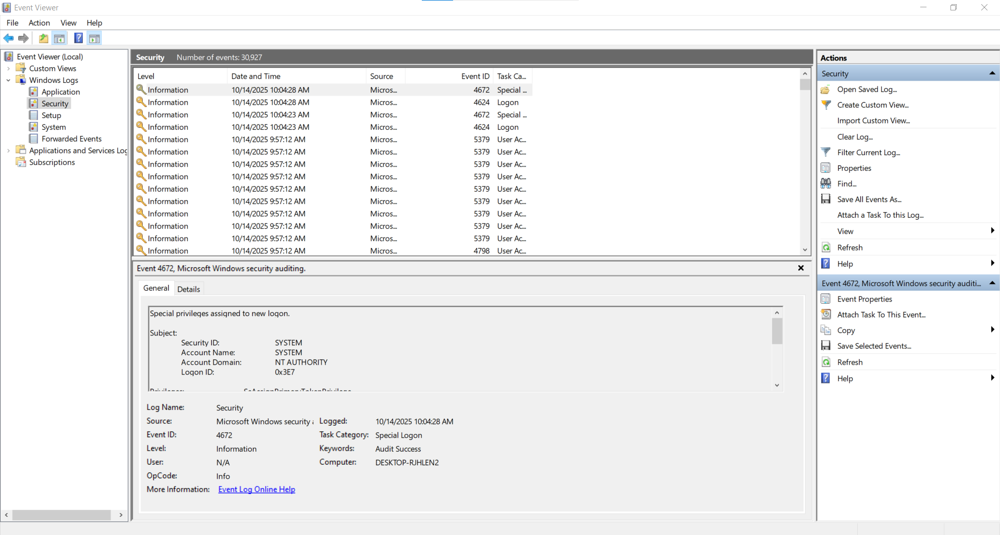 Event Viewer
File Action View Help
Event Viewer (Local)
Custom Views
Windows Logs
Application
Security
Setup
System
Forwarded Events
Applications and Services Log
Subscriptions
Security Number of events: 30,927
Level Date and Time Source Event ID Task Ca...
Information 10/14/2025 10:04:28 AM Micros... 4672 Special ...
Information 10/14/2025 10:04:28 AM Micros... 4624 Logon
Information 10/14/2025 10:04:23 AM Micros... 4672 Special ...
Information 10/14/2025 10:04:23 AM Micros... 4624 Logon
Information 10/14/2025 9:57:12 AM Micros... 5379 User Ac...
Information 10/14/2025 9:57:12 AM Micros... 5379 User Ac...
Information 10/14/2025 9:57:12 AM Micros... 5379 User Ac...
Information 10/14/2025 9:57:12 AM Micros... 5379 User Ac...
Information 10/14/2025 9:57:12 AM Micros... 5379 User Ac...
Information 10/14/2025 9:57:12 AM Micros... 5379 User Ac...
Information 10/14/2025 9:57:12 AM Micros... 5379 User Ac...
Information 10/14/2025 9:57:12 AM Micros... 5379 User Ac...
Information 10/14/2025 9:57:12 AM Micros... 5379 User Ac...
Information 10/14/2025 9:57:12 AM Micros... 4798 User Ac...
Event 4672, Microsoft Windows security auditing.
General Details
Special privileges assigned to new logon.
Subject:
Security ID: SYSTEM
Account Name: SYSTEM
Account Domain: NT AUTHORITY
Logon ID: 0x3E7
Privileges: SeAssignPrimaryTokenPrivilege
Log Name: Security
Source: Microsoft Windows security Logged: 10/14/2025 10:04:28 AM
Event ID: 4672 Task Category: Special Logon
Level: Information Keywords: Audit Success
User: N/A Computer: DESKTOP-RJHLEN2
OpCode: Info
More Information: Event Log Online Help
Actions
Security
Open Saved Log...
Create Custom View...
Import Custom View...
Clear Log...
Filter Current Log...
Properties
Find...
Save All Events As...
Attach a Task To this Log...
View
Refresh
Help
Event 4672, Microsoft Windows security auditi...
Event Properties
Attach Task To This Event...
Copy
Save Selected Events...
Refresh
Help